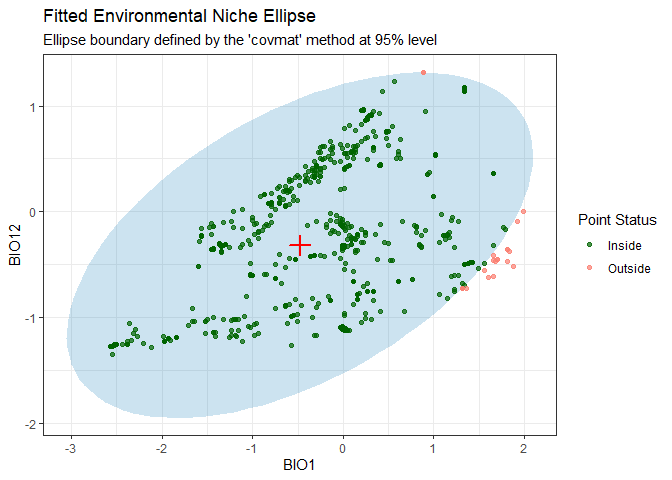 Fitted Environmental Niche Ellipse
Ellipse boundary defined by the 'covmat' method at 95% level
1
0
-1
-2
BIO12
-3
-2
-1
0
1
2
BIO1
Point Status
Inside
Outside